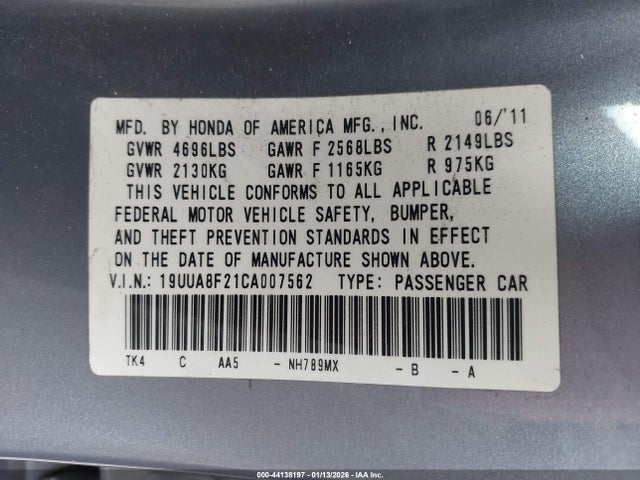 MFD. BY HONDA OF AMERICA MFG., INC. 06/'11
GVWR 4696LBS GAWR F 2568LBS R 2149LBS
GVWR 2130KG GAWR F 1165KG R 975KG
THIS VEHICLE CONFORMS TO ALL APPLICABLE
FEDERAL MOTOR VEHICLE SAFETY, BUMPER,
AND THEFT PREVENTION STANDARDS IN EFFECT
ON THE DATE OF MANUFACTURE SHOWN ABOVE.
V.I.N.: 19UUA8F21CA007562 TYPE: PASSENGER CAR
TK4 C AA5 - NH789MX - B - A
000-44138197 - 01/13/2026 - IAA Inc.